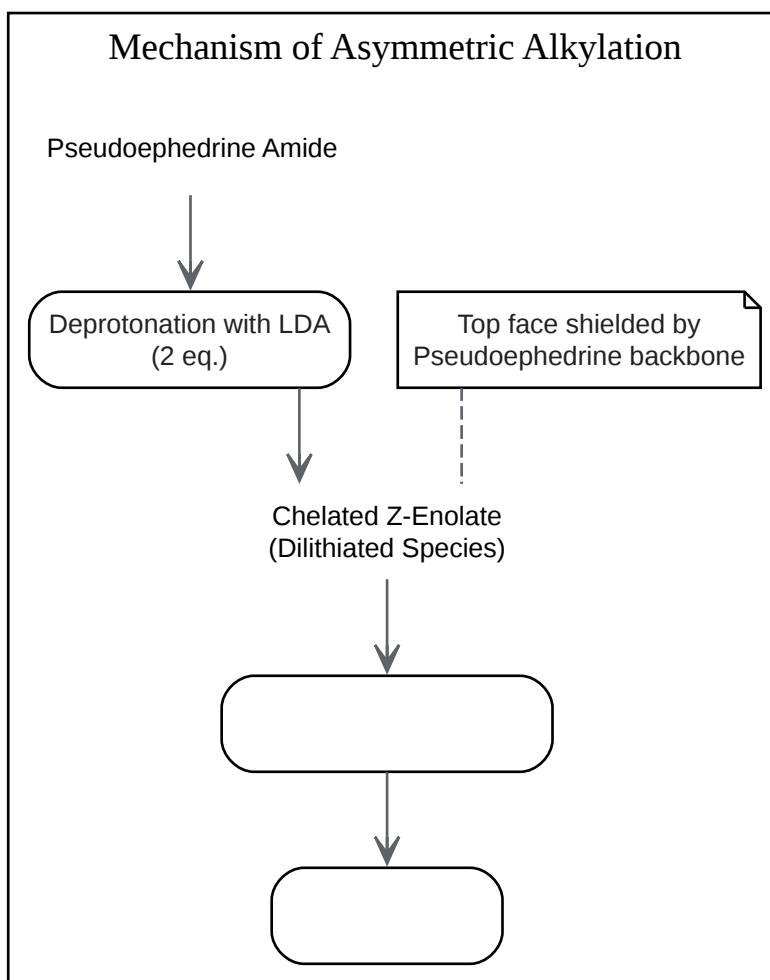 Mechanism of Asymmetric Alkylation
Pseudoephedrine Amide
Deprotonation with LDA
(2 eq.)
Top face shielded by
Pseudoephedrine backbone
Chelated Z-Enolate
(Dilithiated Species)